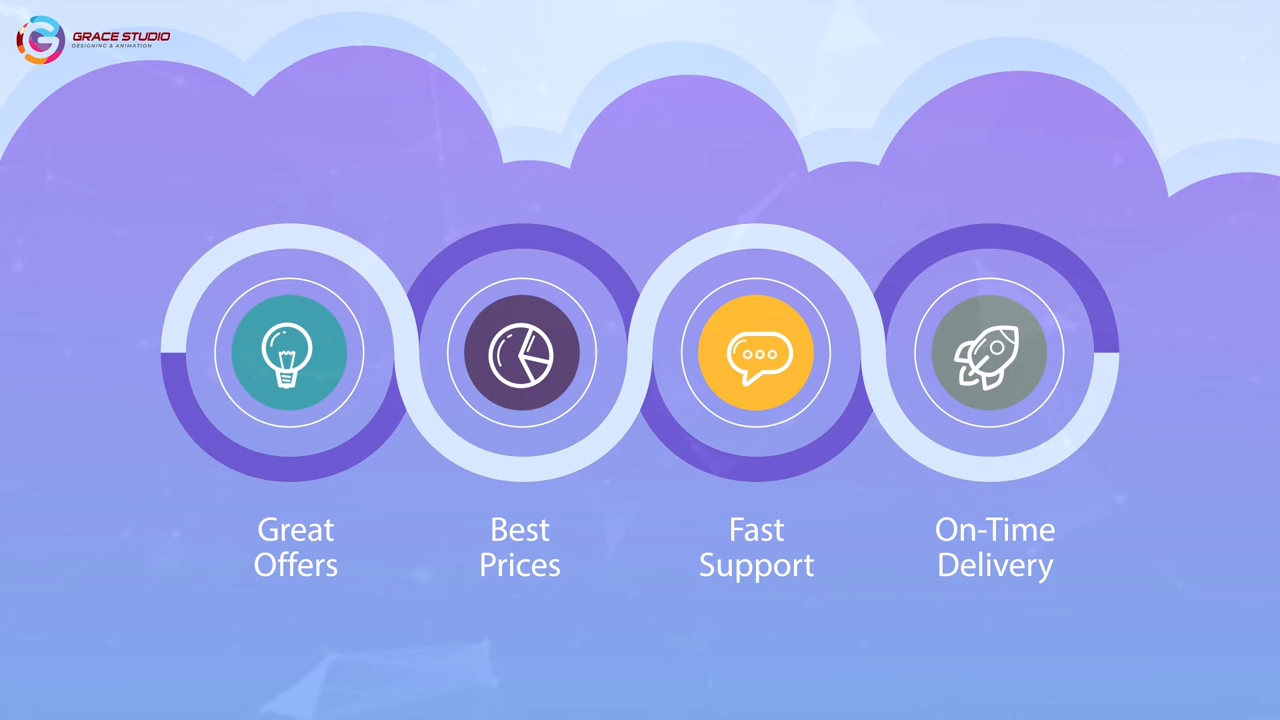 GRACE STUDIO
DESIGNING & ANIMATION
Great
Offers
Best
Prices
Fast
Support
On-Time
Delivery